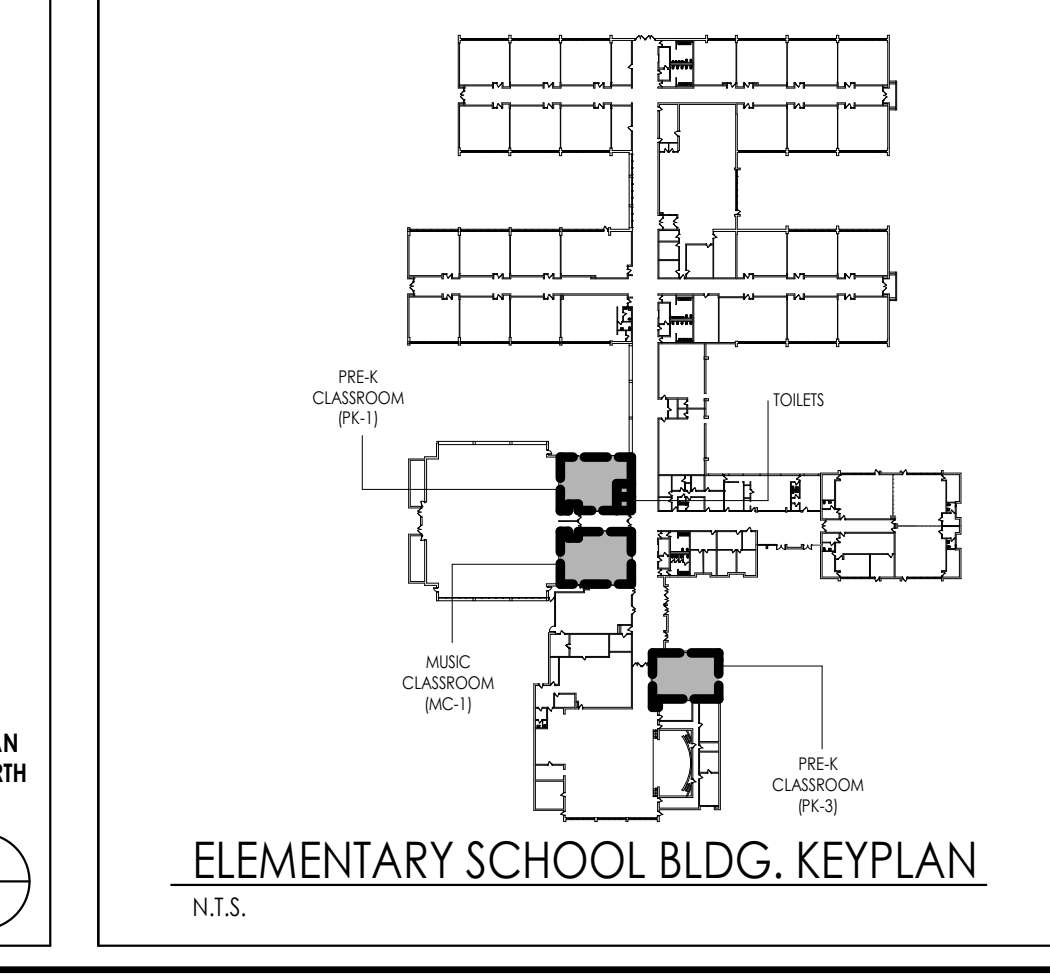 PRE-K
CLASSROOM
(PK-1)
TOILETS
MUSIC
CLASSROOM
(MC-1)
PRE-K
CLASSROOM
(PK-3)
ELEMENTARY SCHOOL BLDG. KEYPLAN
N.T.S.